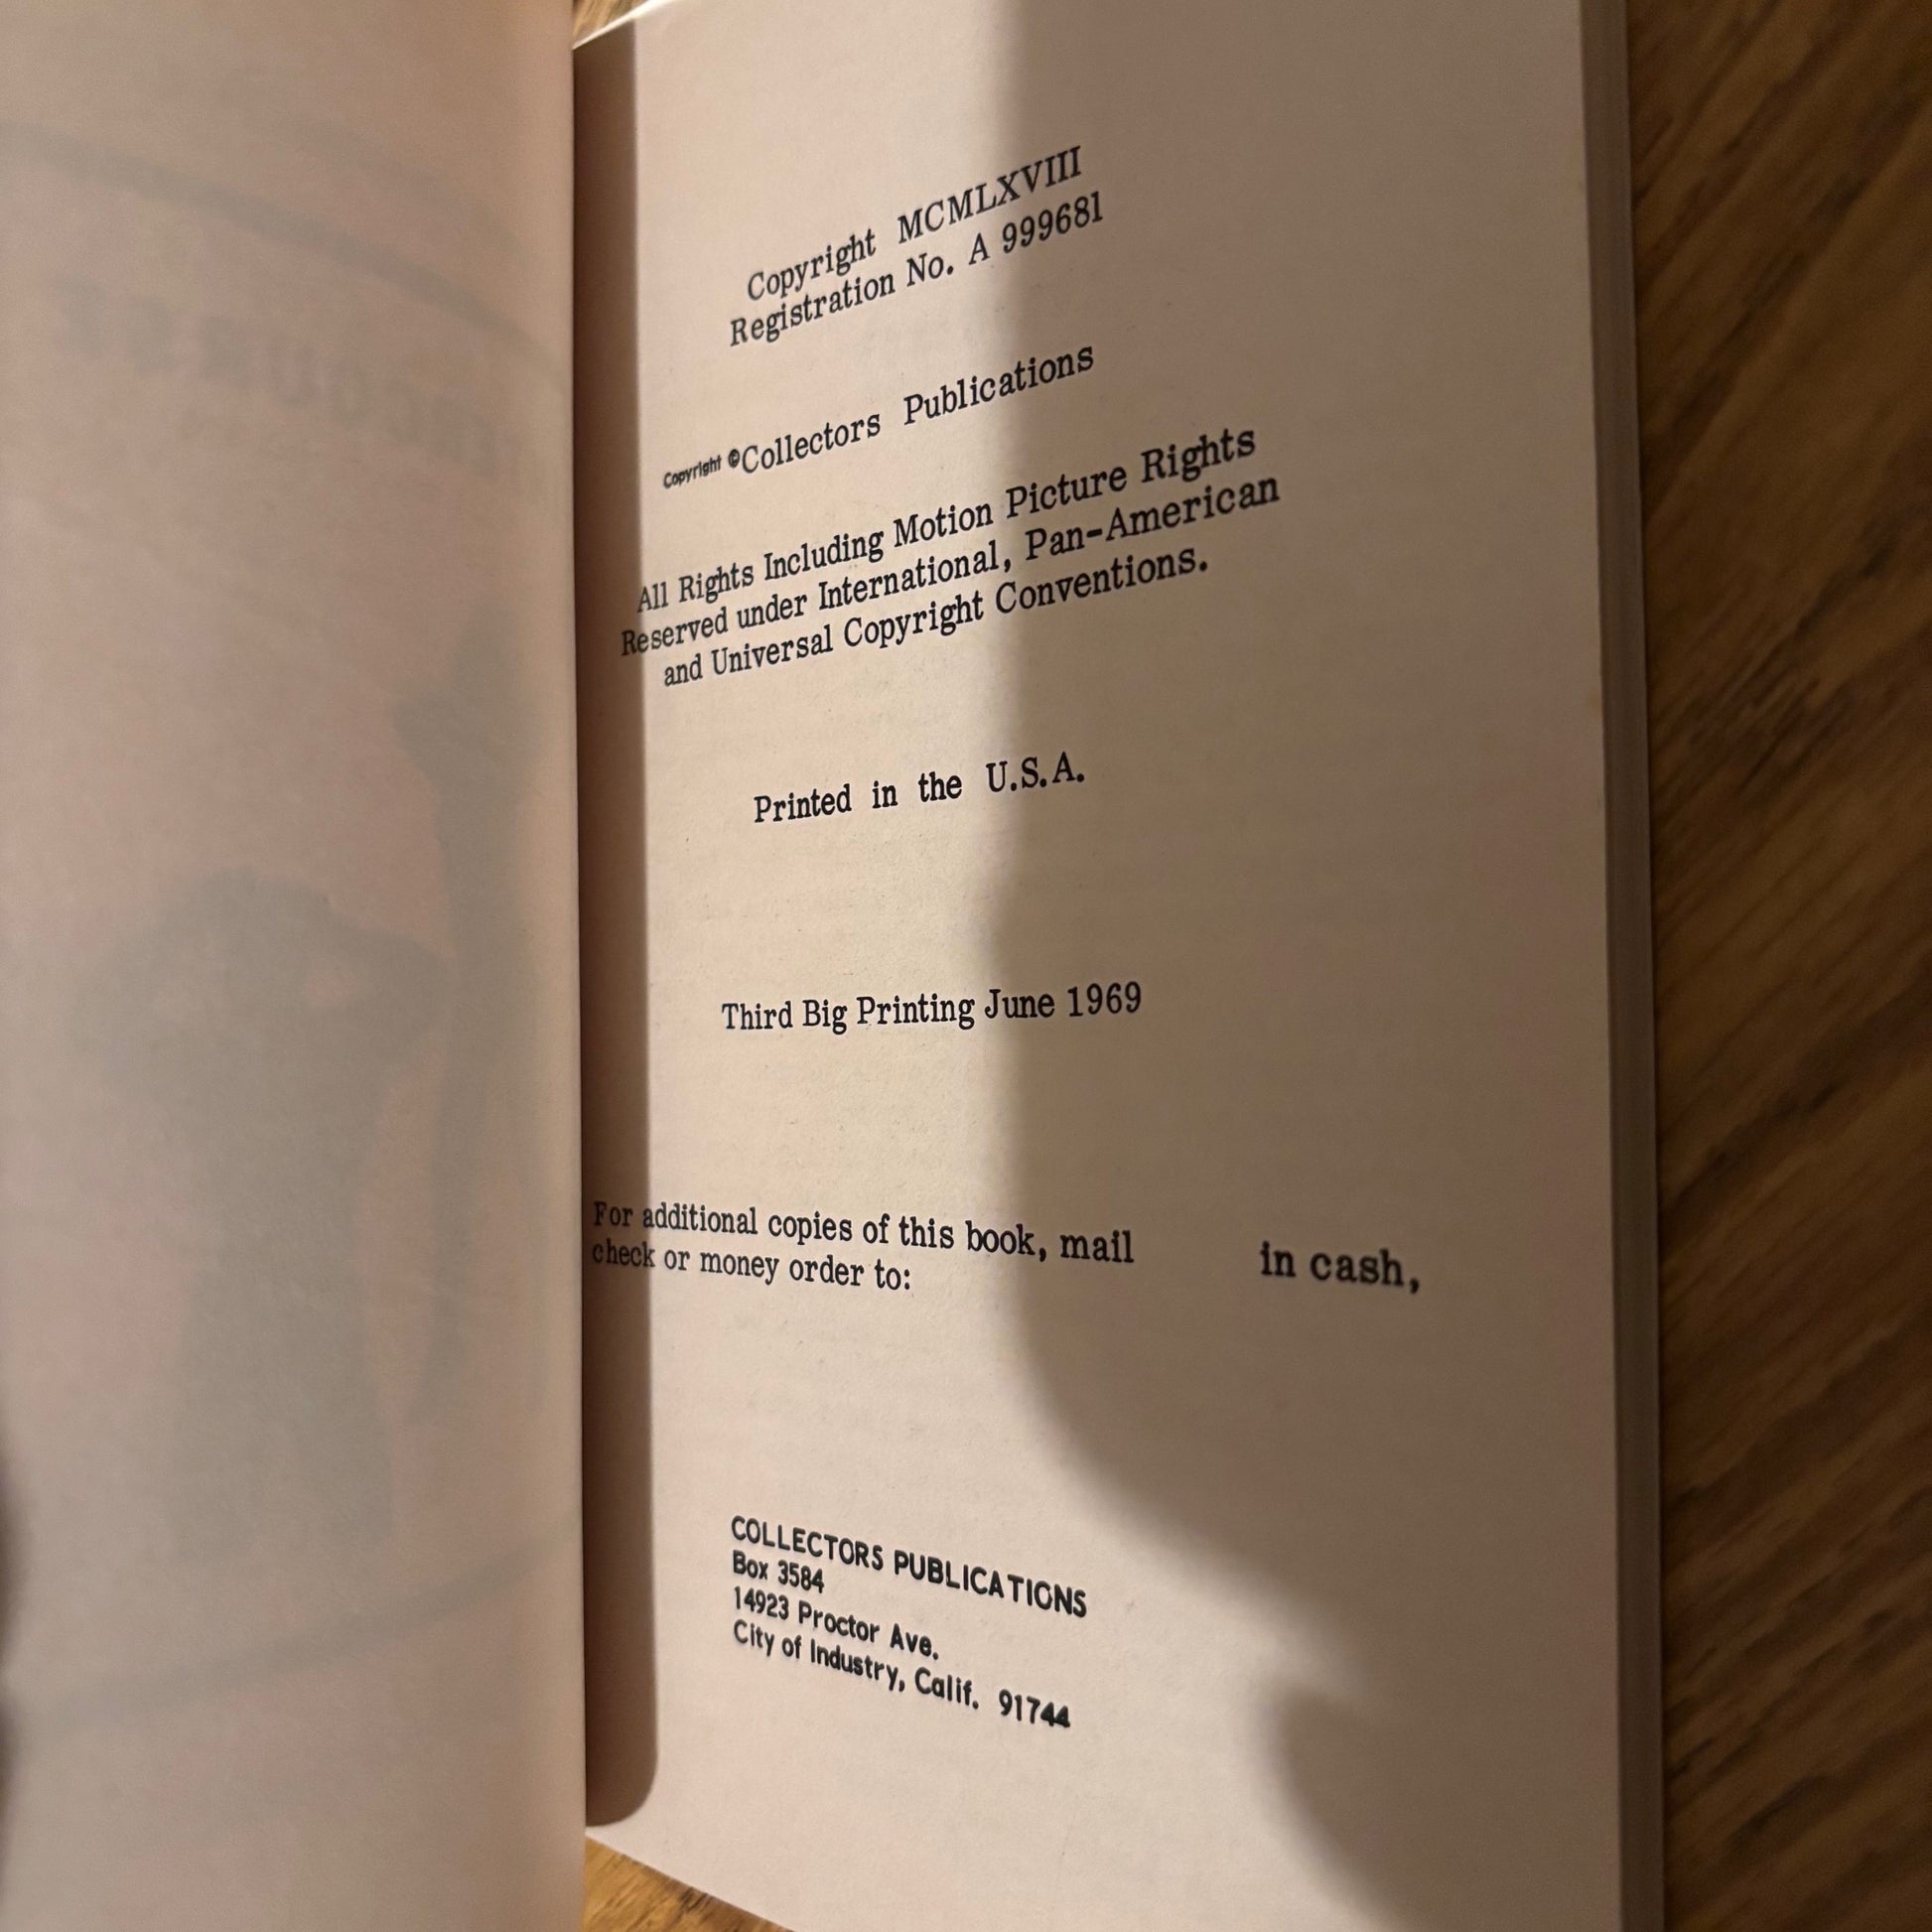 Copyright MCMLXVIII
Registration No. A 999681
Copyright ©Collectors Publications
All Rights Including Motion Picture Rights
Reserved under International, Pan-American
and Universal Copyright Conventions.
Printed in the U.S.A.
Third Big Printing June 1969
For additional copies of this book, mail in cash,
check or money order to:
COLLECTORS PUBLICATIONS
Box 3584
14923 Proctor Ave.
City of Industry, Calif. 91744